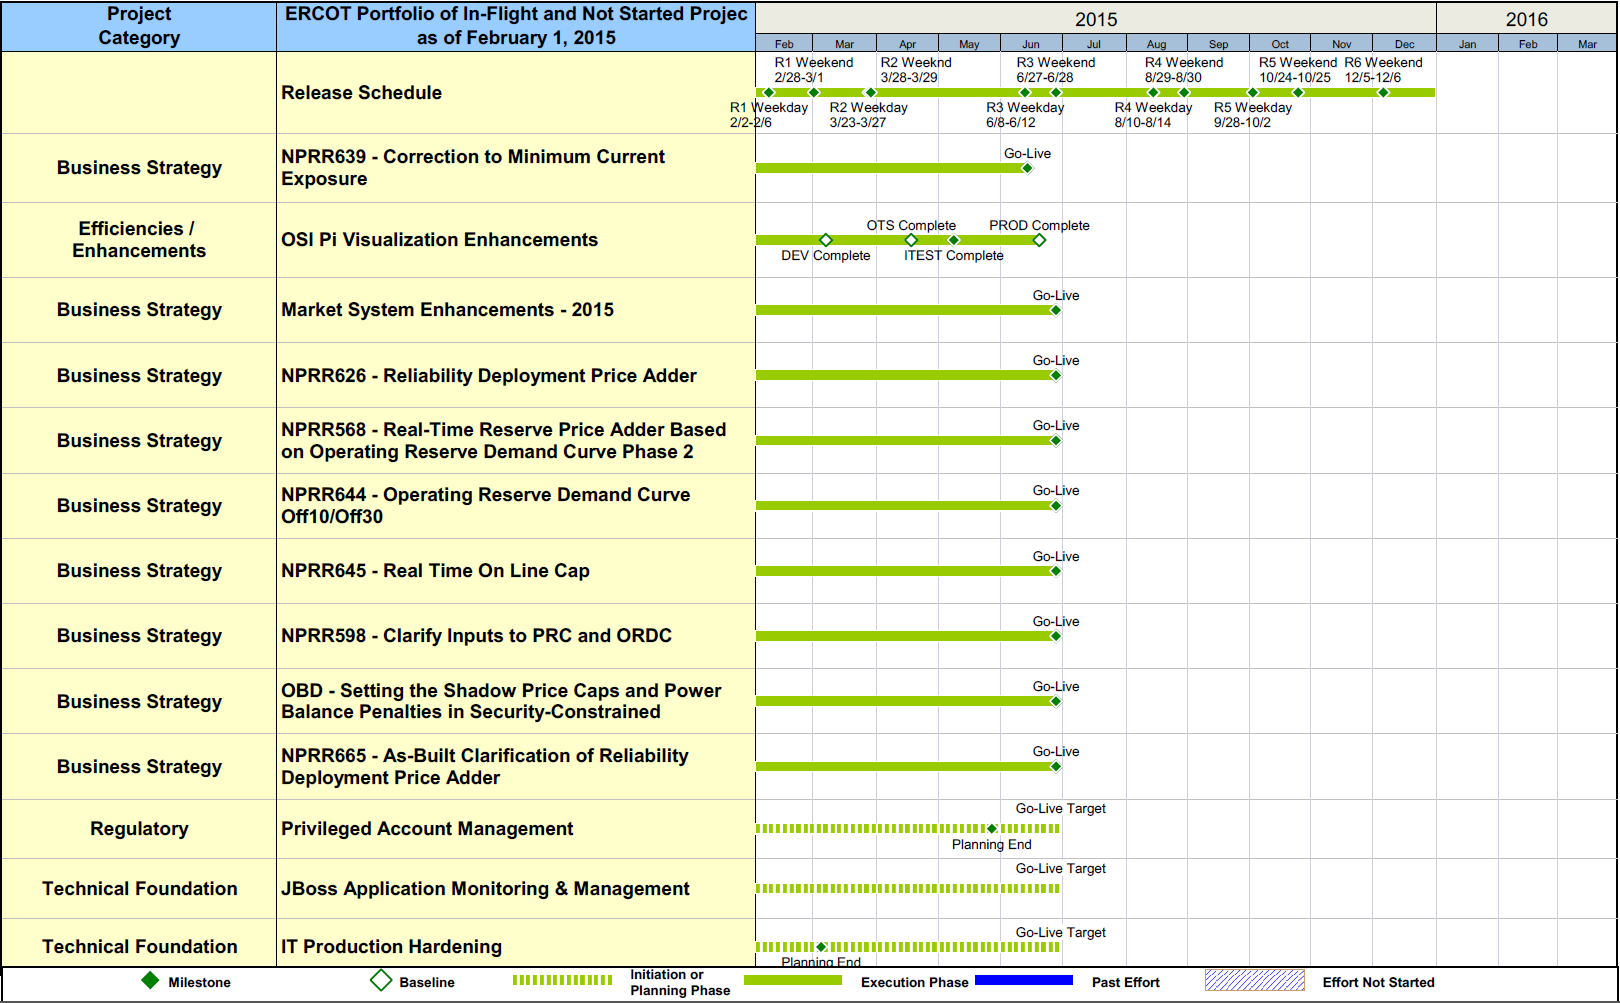 Project
Category
ERCOT Portfolio of In-Flight and Not Started Projec
as of February 1, 2015
2015
2016
Feb Mar Apr May Jun Jul Aug Sep Oct Nov Dec Jan Feb Mar
Release Schedule
R1 Weekend R2 Weeknd R3 Weekend R4 Weekend R5 Weekend R6 Weekend
2/28-3/1 3/28-3/29 6/27-6/28 8/29-8/30 10/24-10/25 12/5-12/6
R1 Weekday R2 Weekday R3 Weekday R4 Weekday R5 Weekday
2/2-2/6 3/23-3/27 6/8-6/12 8/10-8/14 9/28-10/2
Business Strategy
NPRR639 - Correction to Minimum Current
Exposure
Go-Live
Efficiencies /
Enhancements
OSI Pi Visualization Enhancements
OTS Complete PROD Complete
DEV Complete ITEST Complete
Business Strategy
Market System Enhancements - 2015
Go-Live
Business Strategy
NPRR626 - Reliability Deployment Price Adder
Go-Live
Business Strategy
NPRR568 - Real-Time Reserve Price Adder Based
on Operating Reserve Demand Curve Phase 2
Go-Live
Business Strategy
NPRR644 - Operating Reserve Demand Curve
Off10/Off30
Go-Live
Business Strategy
NPRR645 - Real Time On Line Cap
Go-Live
Business Strategy
NPRR598 - Clarify Inputs to PRC and ORDC
Go-Live
Business Strategy
OBD - Setting the Shadow Price Caps and Power
Balance Penalties in Security-Constrained
Go-Live
Business Strategy
NPRR665 - As-Built Clarification of Reliability
Deployment Price Adder
Go-Live
Regulatory
Privileged Account Management
Go-Live Target
Planning End
Technical Foundation
JBoss Application Monitoring & Management
Go-Live Target
Technical Foundation
IT Production Hardening
Go-Live Target
Planning End
Milestone
Baseline
Initiation or
Planning Phase
Execution Phase
Past Effort
Effort Not Started